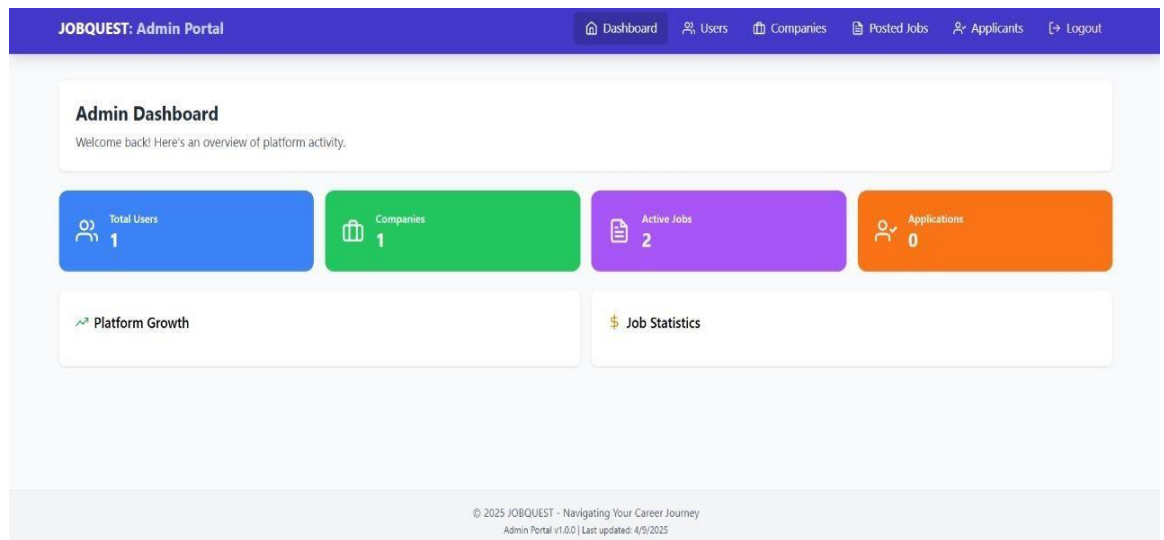 JOBQUEST: Admin Portal
Dashboard
Users
Companies
Posted Jobs
Applicants
Logout
Admin Dashboard
Welcome back! Here's an overview of platform activity.
Total Users
1
Companies
1
Active Jobs
2
Applications
0
Platform Growth
$ Job Statistics
© 2025 JOBQUEST - Navigating Your Career Journey
Admin Portal v1.0.0 | Last updated: 4/9/2025